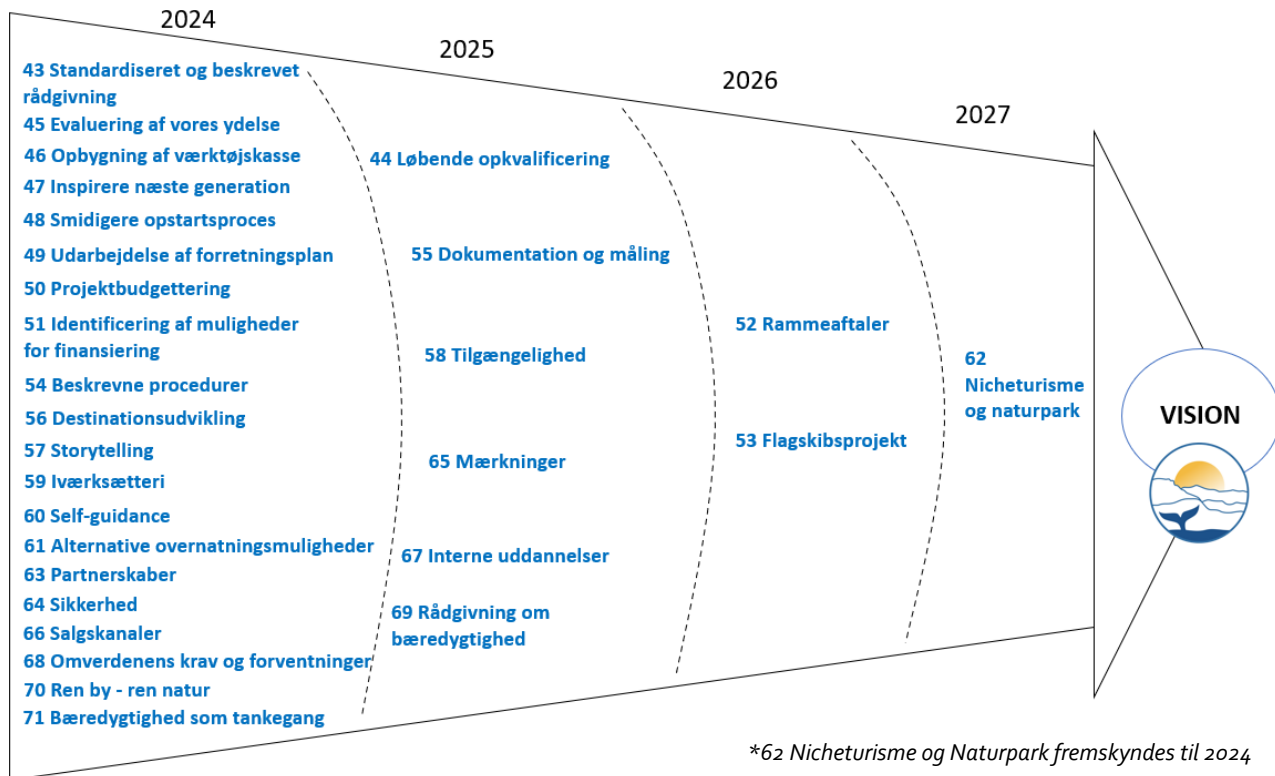 2024
43 Standardiseret og beskrevet
rådgivning
45 Evaluering af vores ydelse
46 Opbygning af værktøjskasse
47 Inspirere næste generation
48 Smidigere opstartsproces
49 Udarbejdelse af forretningsplan
50 Projektbudgettering
51 Identificering af muligheder
for finansiering
54 Beskrevne procedurer
56 Destinationsudvikling
57 Storytelling
59 Iværksætteri
60 Self-guidance
61 Alternative overnatningsmuligheder
63 Partnerskaber
64 Sikkerhed
66 Salgskanaler
68 Omverdenens krav og forventninger
70 Ren by - ren natur
71 Bæredygtighed som tankegang
2025
44 Løbende opkvalificering
55 Dokumentation og måling
58 Tilgængelighed
65 Mærkninger
67 Interne uddannelser
69 Rådgivning om
bæredygtighed
2026
52 Rammeaftaler
53 Flagskibsprojekt
2027
62
Nicheturisme
og naturpark
VISION
*62 Nicheturisme og Naturpark fremskyndes til 2024